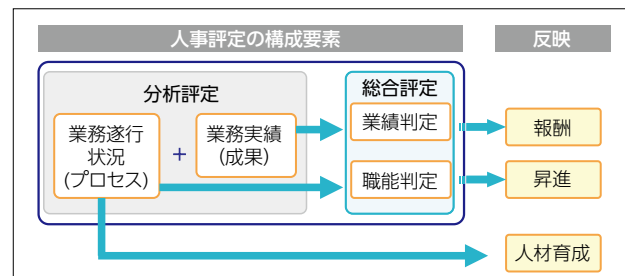 人事評定の構成要素
反映
分析評定
総合評定
業務遂行
状況
(プロセス)
+
業務実績
(成果)
業績判定
職能判定
報酬
昇進
人材育成